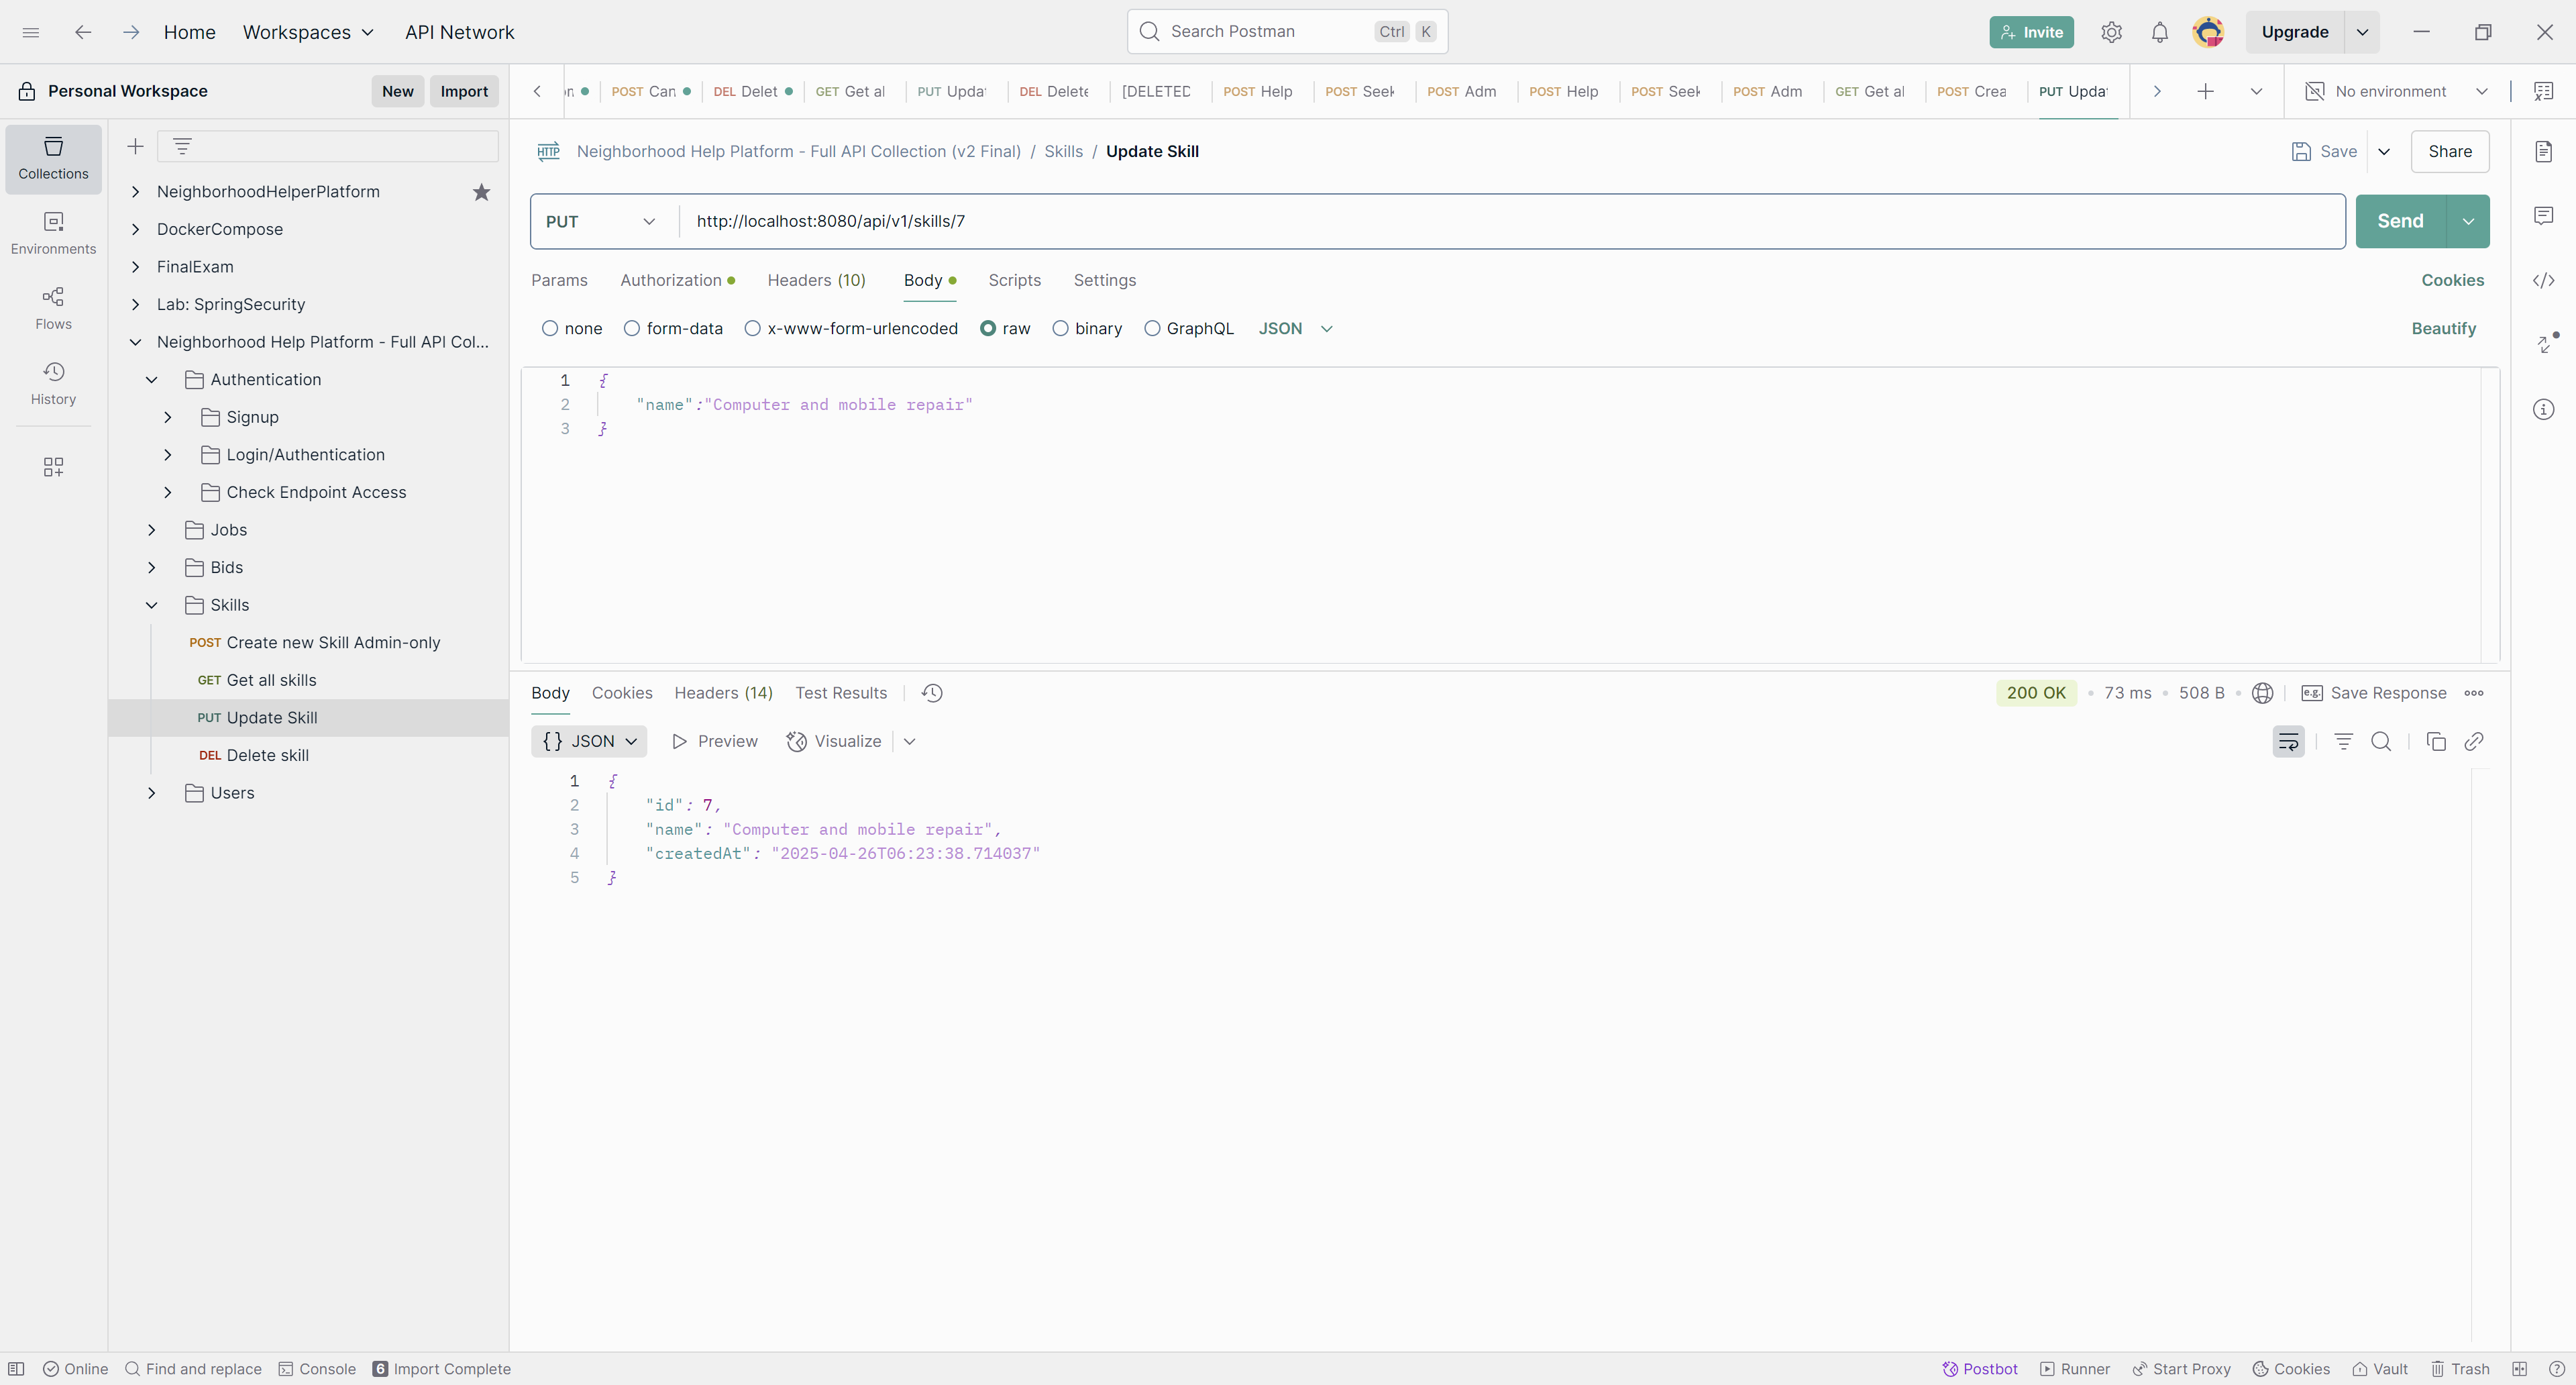 Home Workspaces API Network Search Postman Ctrl K Invite Upgrade
Personal Workspace New Import
POST Can DEL Delet GET Get al PUT Upda DEL Delete [DELETED POST Help POST Seek POST Adm POST Help POST Seek POST Adm GET Get al POST Crea PUT Upda No environment
Collections
Environments
Flows
History
NeighborhoodHelperPlatform
DockerCompose
FinalExam
Lab: SpringSecurity
Neighborhood Help Platform - Full API Col...
Authentication
Signup
Login/Authentication
Check Endpoint Access
Jobs
Bids
Skills
POST Create new Skill Admin-only
GET Get all skills
PUT Update Skill
DEL Delete skill
Users
HTTP Neighborhood Help Platform - Full API Collection (v2 Final) / Skills / Update Skill Save Share
PUT http://localhost:8080/api/v1/skills/7 Send
Params Authorization Headers (10) Body Scripts Settings Cookies
none form-data x-www-form-urlencoded raw binary GraphQL JSON Beautify
1 {
2 "name":"Computer and mobile repair"
3 }
Body Cookies Headers (14) Test Results 200 OK • 73 ms • 508 B • e.g. Save Response
{} JSON Preview Visualize
1 {
2 "id": 7,
3 "name": "Computer and mobile repair",
4 "createdAt": "2025-04-26T06:23:38.714037"
5 }
Online Find and replace Console 6 Import Complete Postbot Runner Start Proxy Cookies Vault Trash